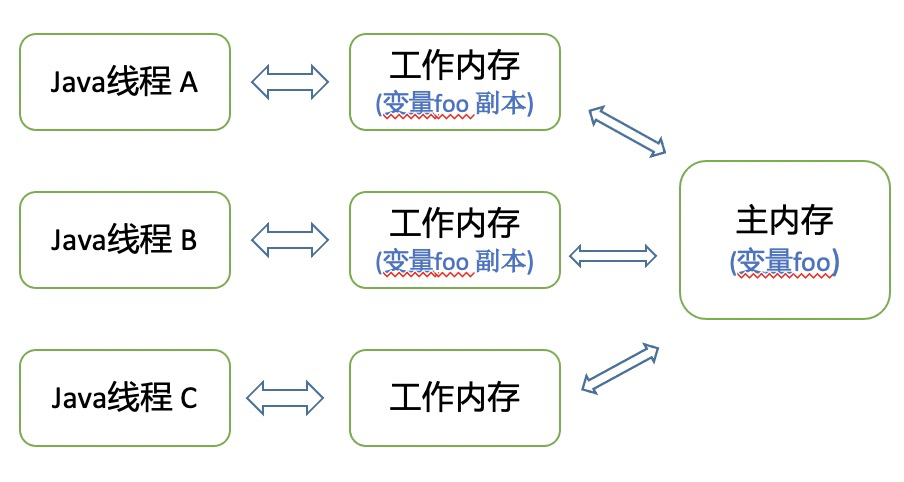 Java线程 A
工作内存
(变量foo 副本)
Java线程 B
工作内存
(变量foo 副本)
主内存
(变量foo)
Java线程 C
工作内存